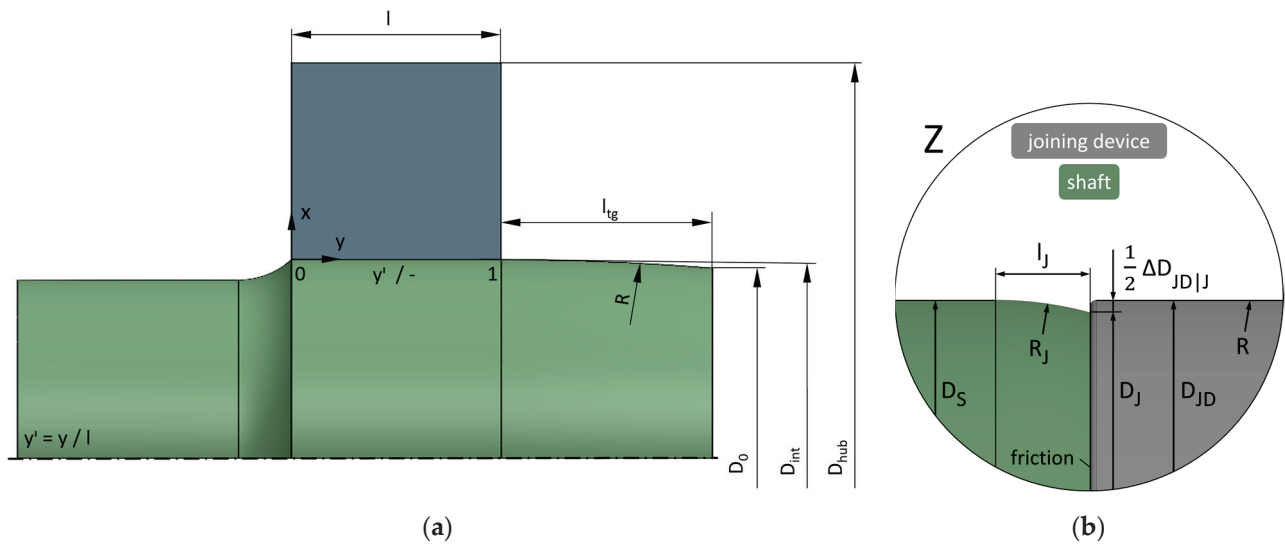 l
l_tg
x
y
0
y' / -
1
R
y' = y / l
D_0
D_int
D_hub
(a)
Z
joining device
shaft
l_J
1/2 ΔD_JD|J
R_J
R
D_S
D_J
D_JD
friction
(b)